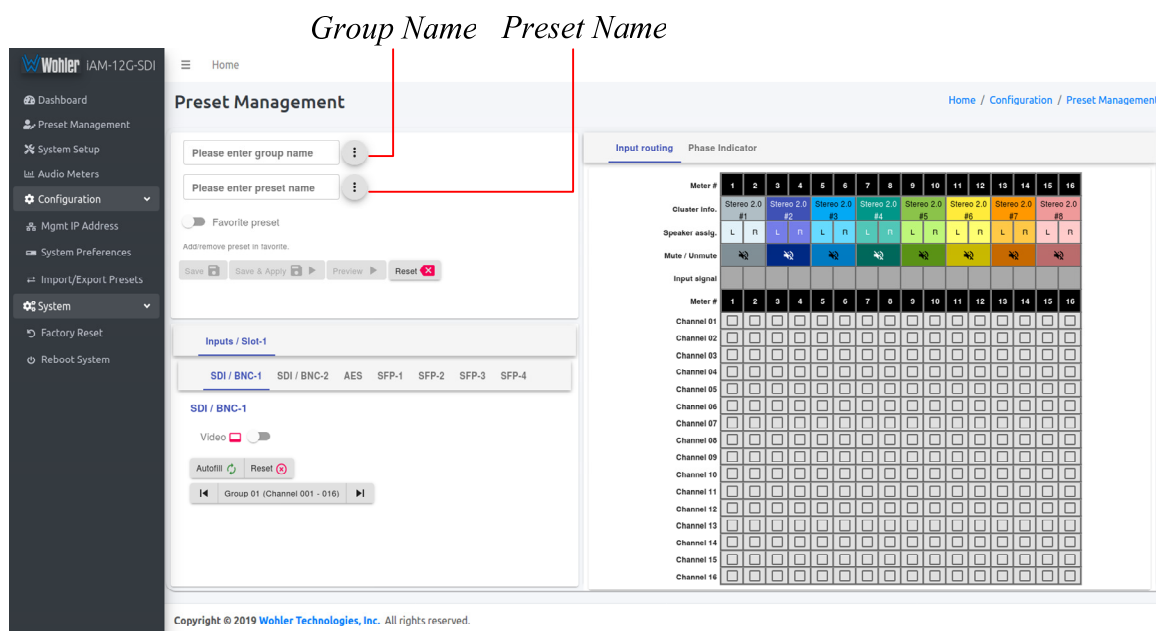 Group Name Preset Name
Wohler IAM-12G-SDI
Home
Dashboard
Preset Management
System Setup
Audio Meters
Configuration
Mgmt IP Address
System Preferences
Import/Export Presets
System
Factory Reset
Reboot System
Preset Management
Home / Configuration / Preset Management
Please enter group name
Please enter preset name
Favorite preset
Add/remove preset in favorite.
Save Save & Apply Preview Reset
Inputs / Slot-1
SDI / BNC-1 SDI / BNC-2 AES SFP-1 SFP-2 SFP-3 SFP-4
SDI / BNC-1
Video
Autofill Reset
Group 01 (Channel 001 - 016)
Input routing Phase Indicator
Meter # 1 2 3 4 5 6 7 8 9 10 11 12 13 14 15 16
Cluster Info. Stereo 2.0 #1 Stereo 2.0 #2 Stereo 2.0 #3 Stereo 2.0 #4 Stereo 2.0 #5 Stereo 2.0 #6 Stereo 2.0 #7 Stereo 2.0 #8
Speaker assig. L R L R L R L R L R L R L R L R
Mute / Unmute
Input signal
Meter # 1 2 3 4 5 6 7 8 9 10 11 12 13 14 15 16
Channel 01
Channel 02
Channel 03
Channel 04
Channel 05
Channel 06
Channel 07
Channel 08
Channel 09
Channel 10
Channel 11
Channel 12
Channel 13
Channel 14
Channel 15
Channel 16
Copyright © 2019 Wohler Technologies, Inc. All rights reserved.